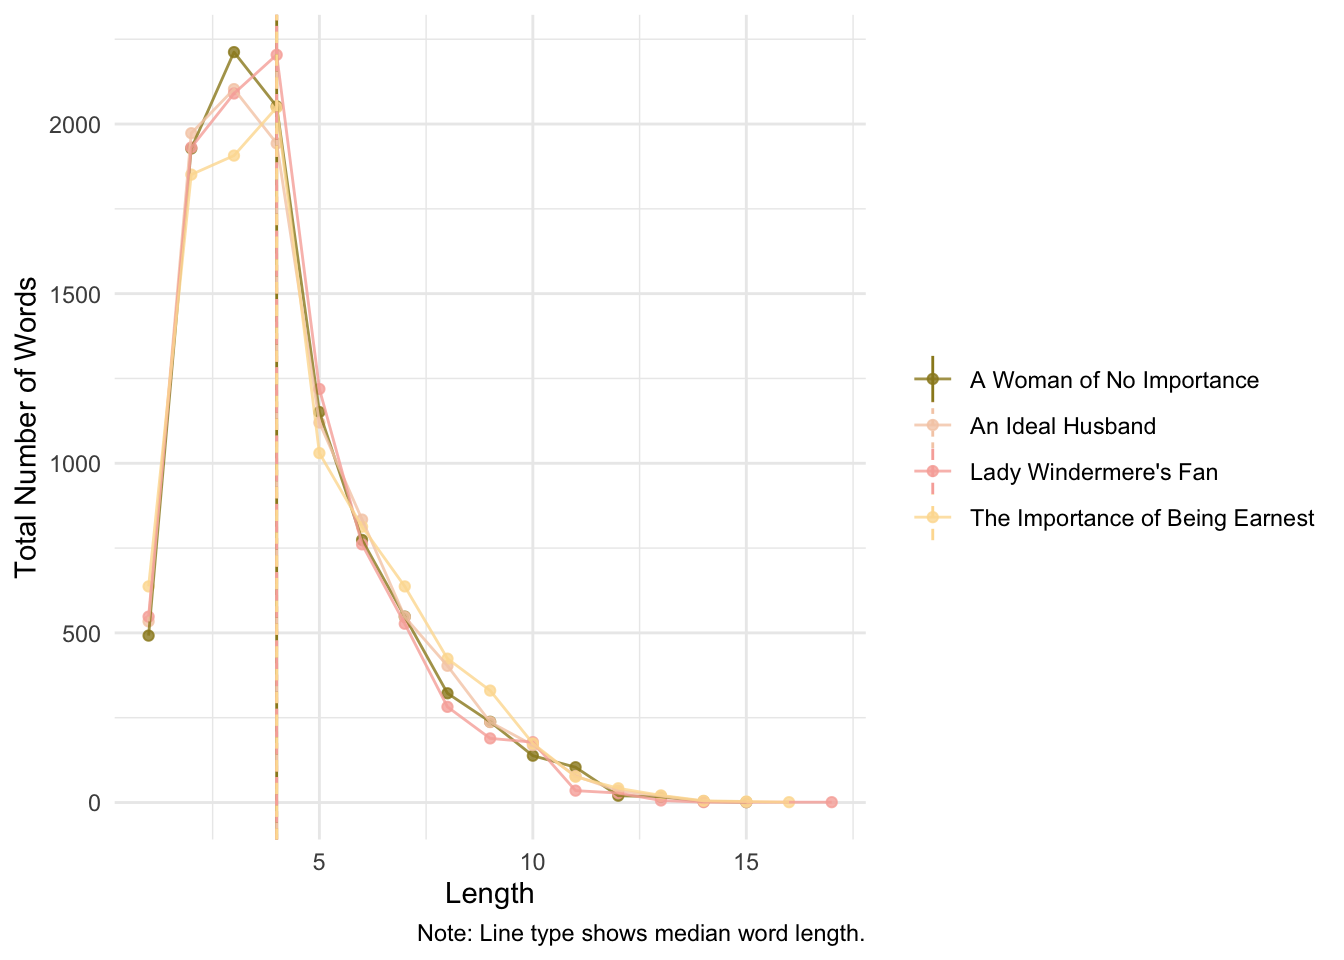 Total Number of Words
2000
1500
1000
500
0
5
10
15
Length
Note: Line type shows median word length.
A Woman of No Importance
An Ideal Husband
Lady Windermere's Fan
The Importance of Being Earnest